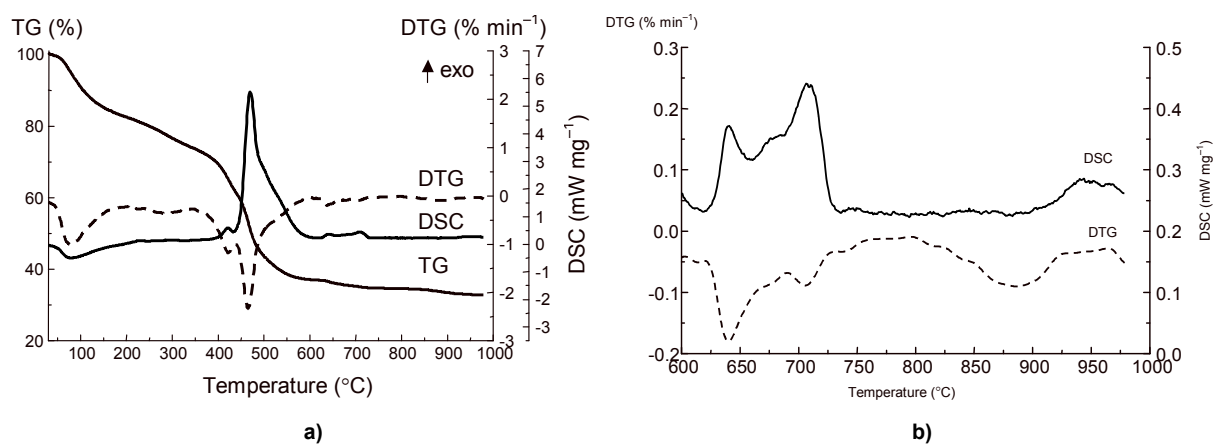 TG (%)
DTG (% min⁻¹)
exo
100
80
60
40
20
3
2
1
0
-1
-2
-3
7
6
5
4
3
2
1
0
-1
-2
-3
DSC (mW mg⁻¹)
DTG
DSC
TG
100 200 300 400 500 600 700 800 900 1000
Temperature (°C)
a)
DTG (% min⁻¹)
0.3
0.2
0.1
0.0
-0.1
-0.2
0.5
0.4
0.3
0.2
0.1
0.0
DSC (mW mg⁻¹)
DSC
DTG
600 650 700 750 800 850 900 950 1000
Temperature (°C)
b)